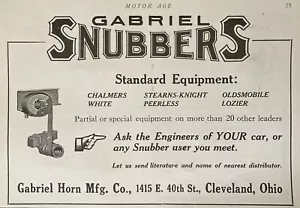 MOTOR AGE 75
GABRIEL
SNUBBERS
Standard Equipment:
CHALMERS STEARNS-KNIGHT OLDSMOBILE
WHITE PEERLESS LOZIER
Partial or special equipment on more than 20 other leaders
Ask the Engineers of YOUR car, or
any Snubber user you meet.
Let us send literature and name of nearest distributor.
Gabriel Horn Mfg. Co., 1415 E. 40th St., Cleveland, Ohio